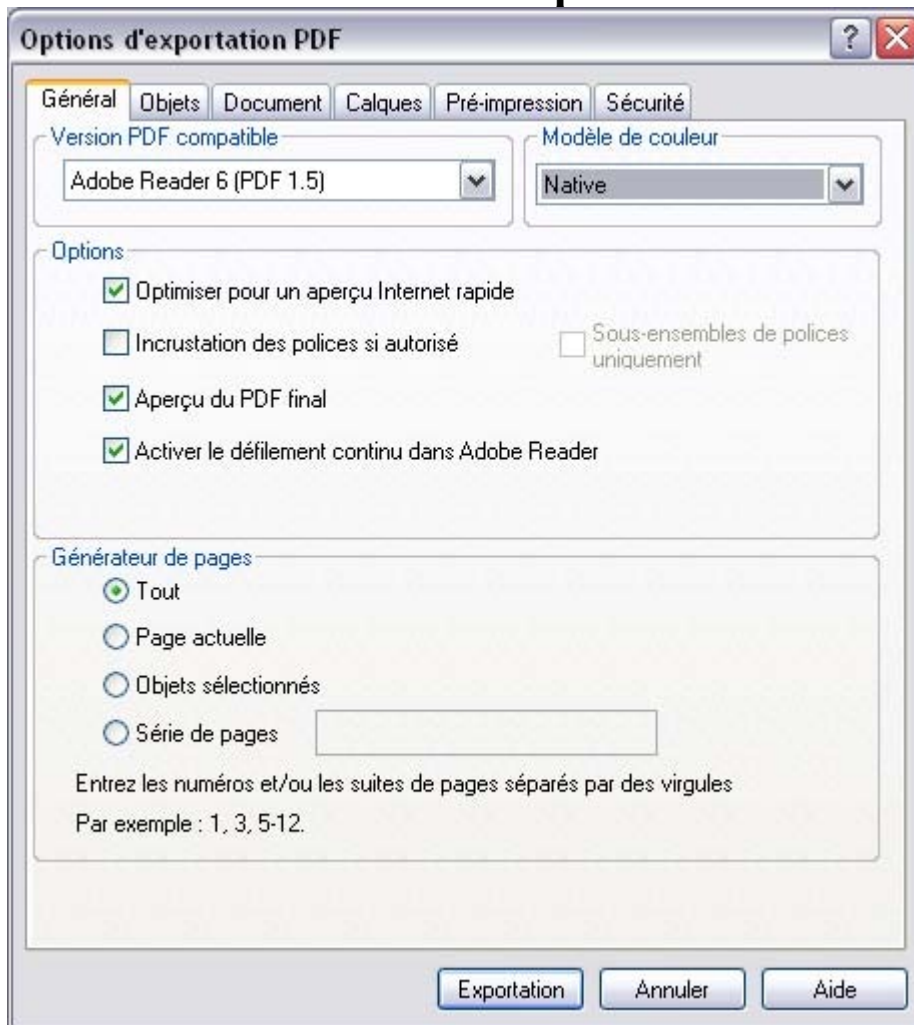 Options d'exportation PDF
Général Objets Document Calques Pré-impression Sécurité
Version PDF compatible
Modèle de couleur
Adobe Reader 6 (PDF 1.5)
Native
Options
Optimiser pour un aperçu Internet rapide
Incrustation des polices si autorisé
Sous-ensembles de polices
uniquement
Aperçu du PDF final
Activer le défilement continu dans Adobe Reader
Générateur de pages
Tout
Page actuelle
Objets sélectionnés
Série de pages
Entrez les numéros et/ou les suites de pages séparés par des virgules
Par exemple : 1, 3, 5-12.
Exportation Annuler Aide